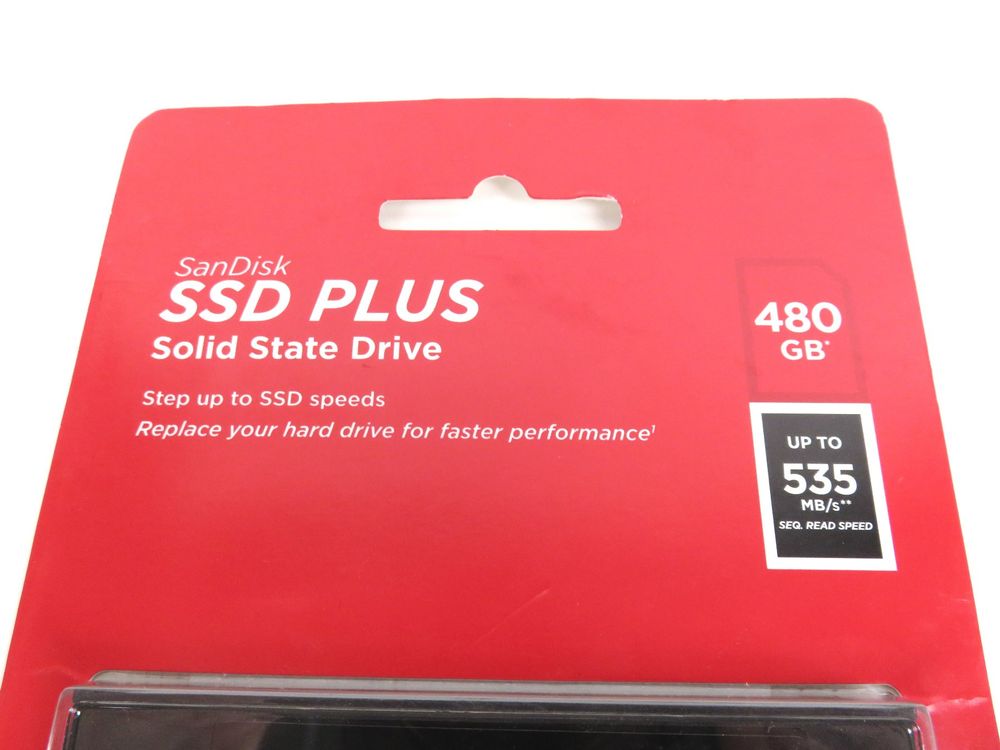 SanDisk
SSD PLUS
Solid State Drive
Step up to SSD speeds
Replace your hard drive for faster performance¹
480
GB*
UP TO
535
MB/s**
SEQ. READ SPEED